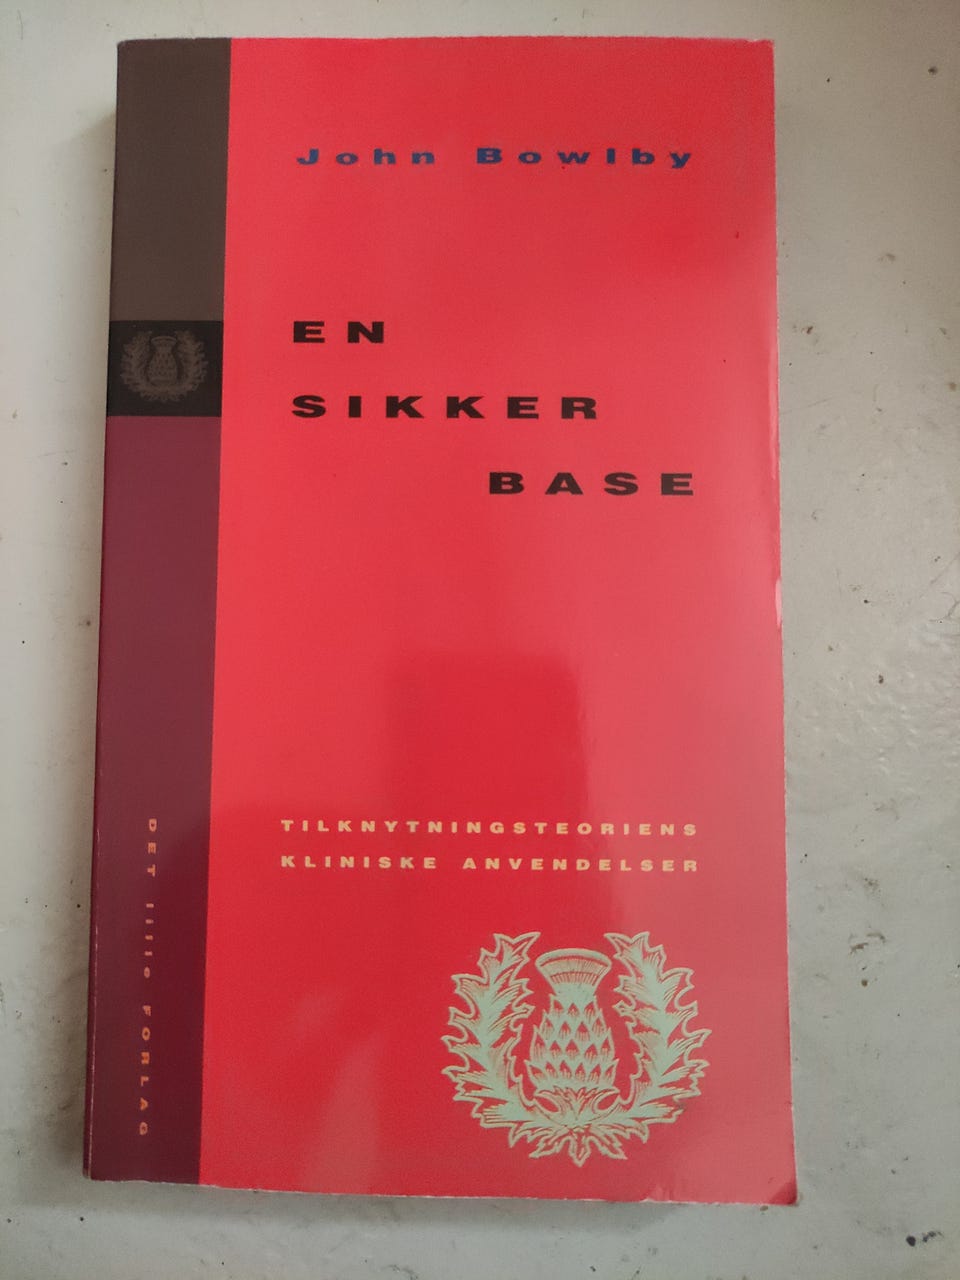 John Bowlby
EN
SIKKER
BASE
TILKNYTNINGSTEORIENS
KLINISKE ANVENDELSER
DET lille FORLAG